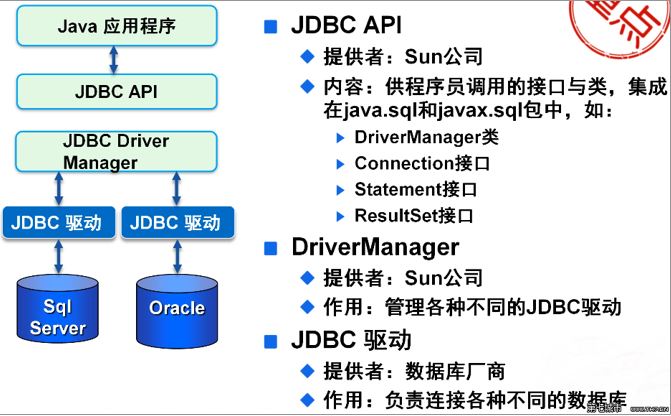 Java 应用程序
JDBC API
JDBC Driver
Manager
JDBC 驱动
JDBC 驱动
Sql
Server
Oracle
JDBC API
提供者：Sun公司
内容：供程序员调用的接口与类，集成
在java.sql和javax.sql包中，如：
DriverManager类
Connection接口
Statement接口
ResultSet接口
DriverManager
提供者：Sun公司
作用：管理各种不同的JDBC驱动
JDBC 驱动
提供者：数据库厂商
作用：负责连接各种不同的数据库